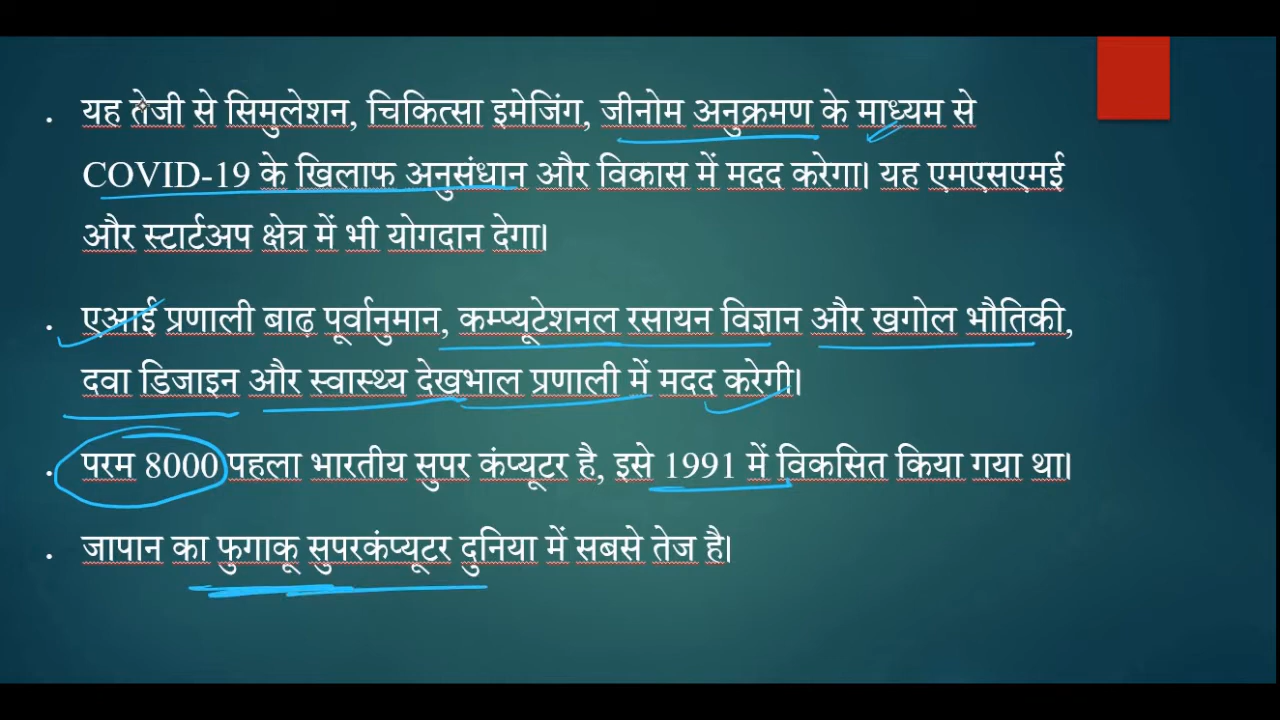 . यह तेजी से सिमुलेशन, चिकित्सा इमेजिंग, जीनोम अनुक्रमण के माध्यम से
COVID-19 के खिलाफ अनुसंधान और विकास में मदद करेगा। यह एमएसएमई
और स्टार्टअप क्षेत्र में भी योगदान देगा।
. एआई प्रणाली बाढ़ पूर्वानुमान, कम्प्यूटेशनल रसायन विज्ञान और खगोल भौतिकी,
दवा डिजाइन और स्वास्थ्य देखभाल प्रणाली में मदद करेगी।
. परम 8000 पहला भारतीय सुपर कंप्यूटर है, इसे 1991 में विकसित किया गया था।
. जापान का फुगाकू सुपरकंप्यूटर दुनिया में सबसे तेज है।